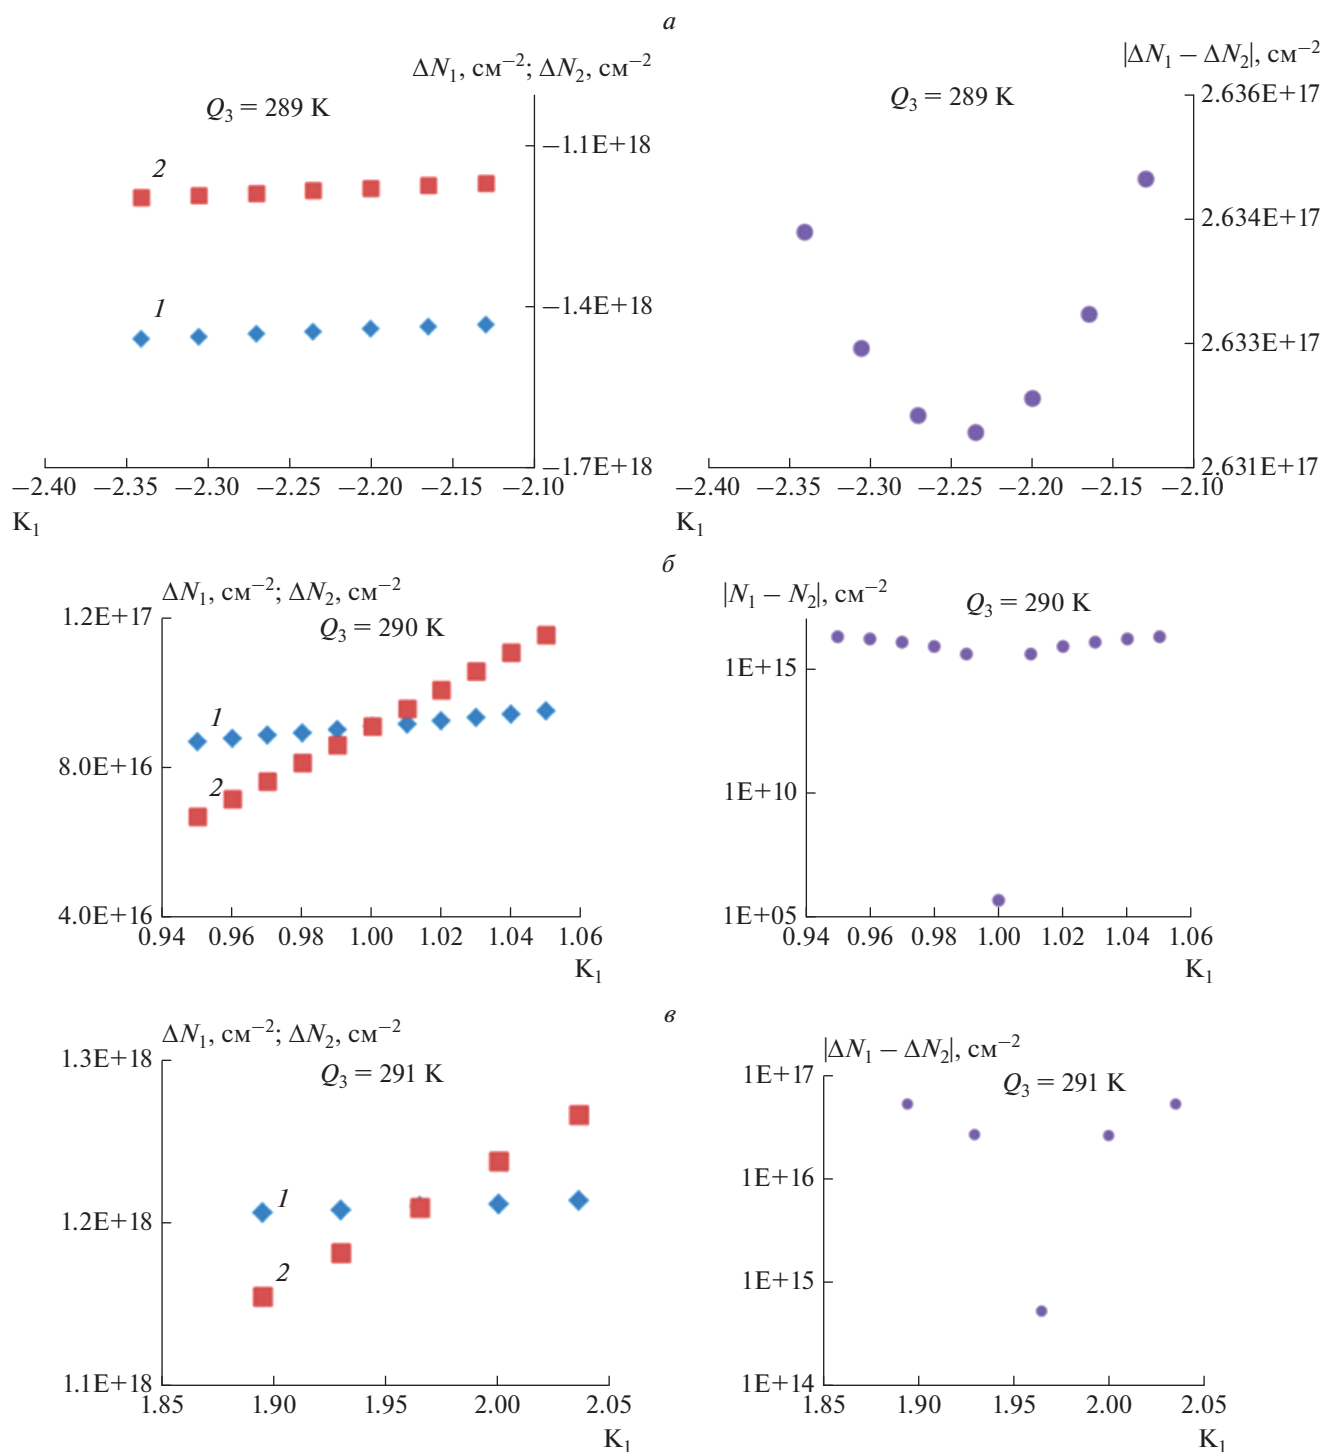 а
ΔN₁, см⁻²; ΔN₂, см⁻²
Q₃ = 289 K
−1.1E+18
2
1
−1.4E+18
−1.7E+18
−2.40 −2.35 −2.30 −2.25 −2.20 −2.15 −2.10
K₁
|ΔN₁ − ΔN₂|, см⁻²
Q₃ = 289 K
2.636E+17
2.634E+17
2.633E+17
2.631E+17
−2.40 −2.35 −2.30 −2.25 −2.20 −2.15 −2.10
K₁
б
ΔN₁, см⁻²; ΔN₂, см⁻²
1.2E+17
Q₃ = 290 K
1
8.0E+16
2
4.0E+16
0.94 0.96 0.98 1.00 1.02 1.04 1.06
K₁
|N₁ − N₂|, см⁻²
Q₃ = 290 K
1E+15
1E+10
1E+05
0.94 0.96 0.98 1.00 1.02 1.04 1.06
K₁
в
ΔN₁, см⁻²; ΔN₂, см⁻²
1.3E+18
Q₃ = 291 K
1
1.2E+18
2
1.1E+18
1.85 1.90 1.95 2.00 2.05
K₁
|ΔN₁ − ΔN₂|, см⁻²
1E+17
Q₃ = 291 K
1E+16
1E+15
1E+14
1.85 1.90 1.95 2.00 2.05
K₁